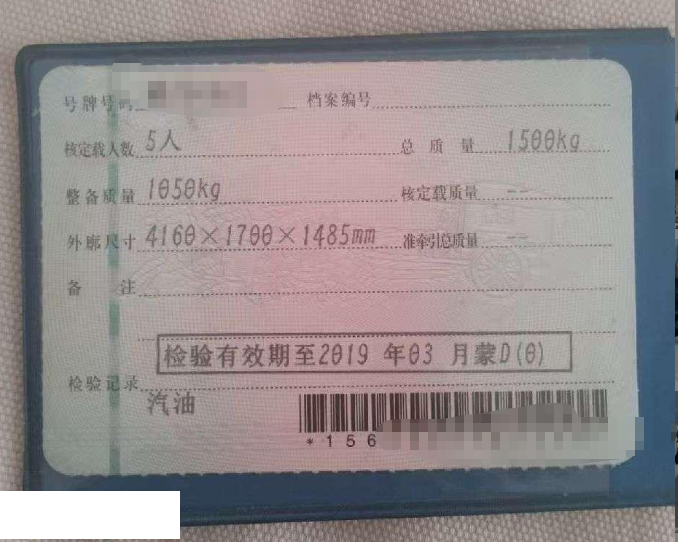 号牌号码 档案编号
核定载人数 5人 总质量 1500kg
整备质量 1050kg 核定载质量 --
外廓尺寸 4160×1700×1485mm 准牵引总质量 --
备注
检验有效期至2019年03月蒙D(0)
检验记录
汽油
*156